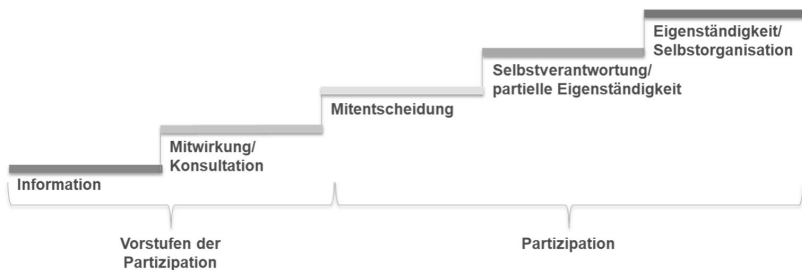 Eigenständigkeit/
Selbstorganisation
Selbstverantwortung/
partielle Eigenständigkeit
Mitentscheidung
Mitwirkung/
Konsultation
Information
Vorstufen der
Partizipation
Partizipation